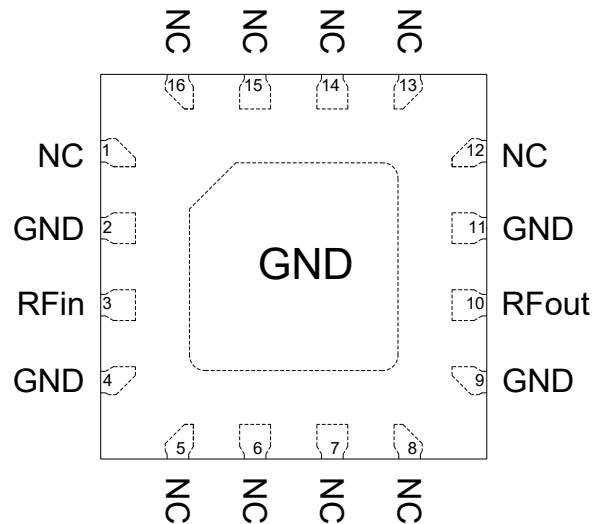 NC NC NC NC
16 15 14 13
NC 1 12 NC
GND 2 11 GND
GND
RFin 3 10 RFout
GND 4 9 GND
5 6 7 8
NC NC NC NC